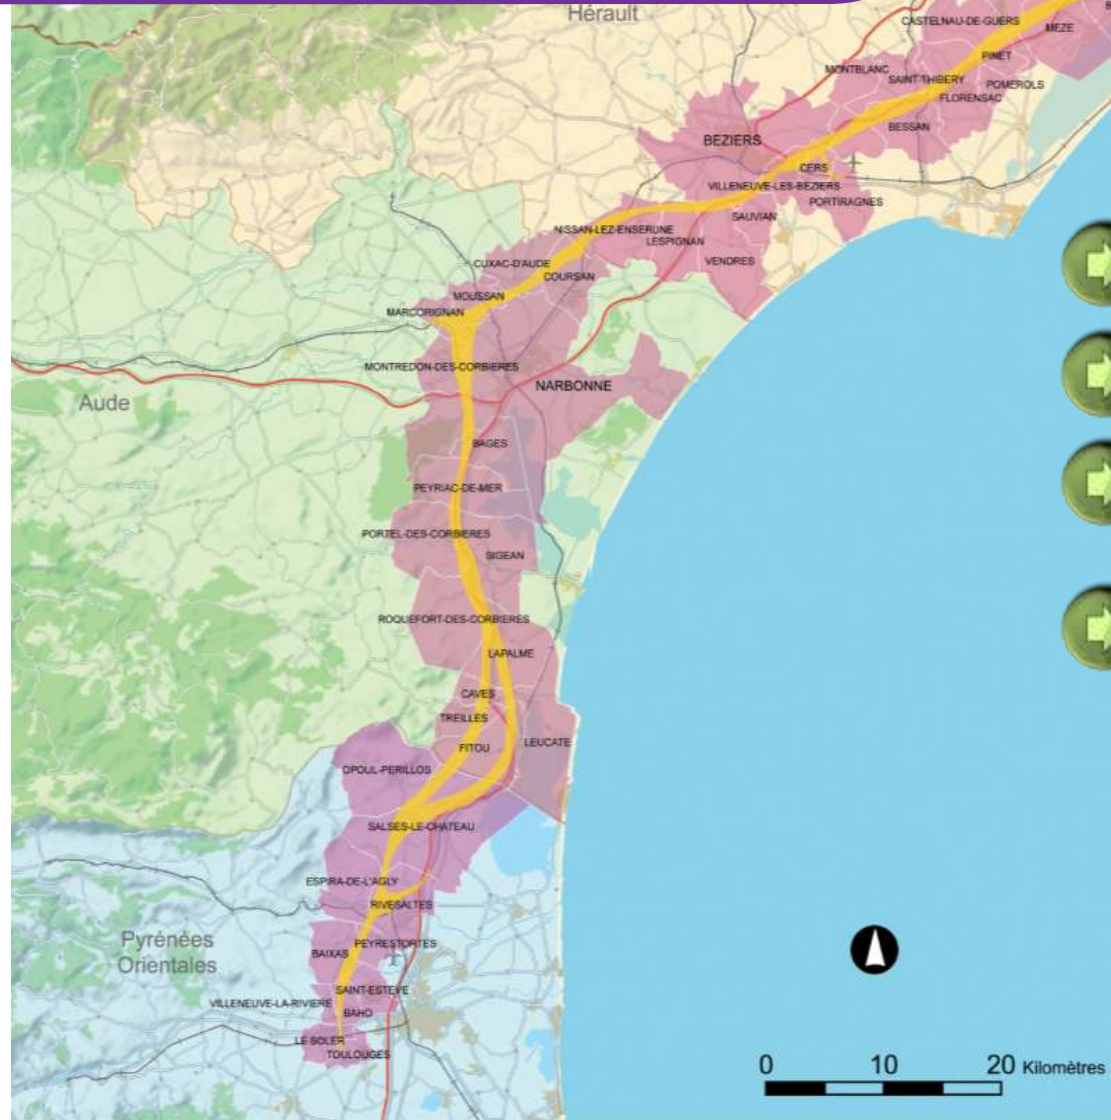 Hérault
CASTELNAU-DE-GUERS
MEZE
PINET
MONTBLANC
SAINT-THIBERY
POMEROLS
FLORENSAC
BESSAN
BEZIERS
CERS
VILLENEUVE-LES-BEZIERS
PORTIRAGNES
SAUVIAN
NISSAN-LEZ-ENSERUNE
LESPIGNAN
VENDRES
CUXAC-D'AUDE
COURSAN
MOUSSAN
MARCORIGNAN
MONTREDON-DES-CORBIERES
NARBONNE
Aude
BAGES
PEYRIAC-DE-MER
PORTEL-DES-CORBIERES
SIGEAN
ROQUEFORT-DES-CORBIERES
LAPALME
CAVES
TREILLES
LEUCATE
FITOU
OPOUL-PERILLOS
SALSES-LE-CHATEAU
ESPIRA-DE-L'AGLY
RIVESALTES
Pyrénées
Orientales
PEYRESTORTES
BAIXAS
SAINT-ESTEVE
VILLENEUVE-LA-RIVIERE
BAHO
LE SOLER
TOULOUGES
0 10 20 Kilomètres